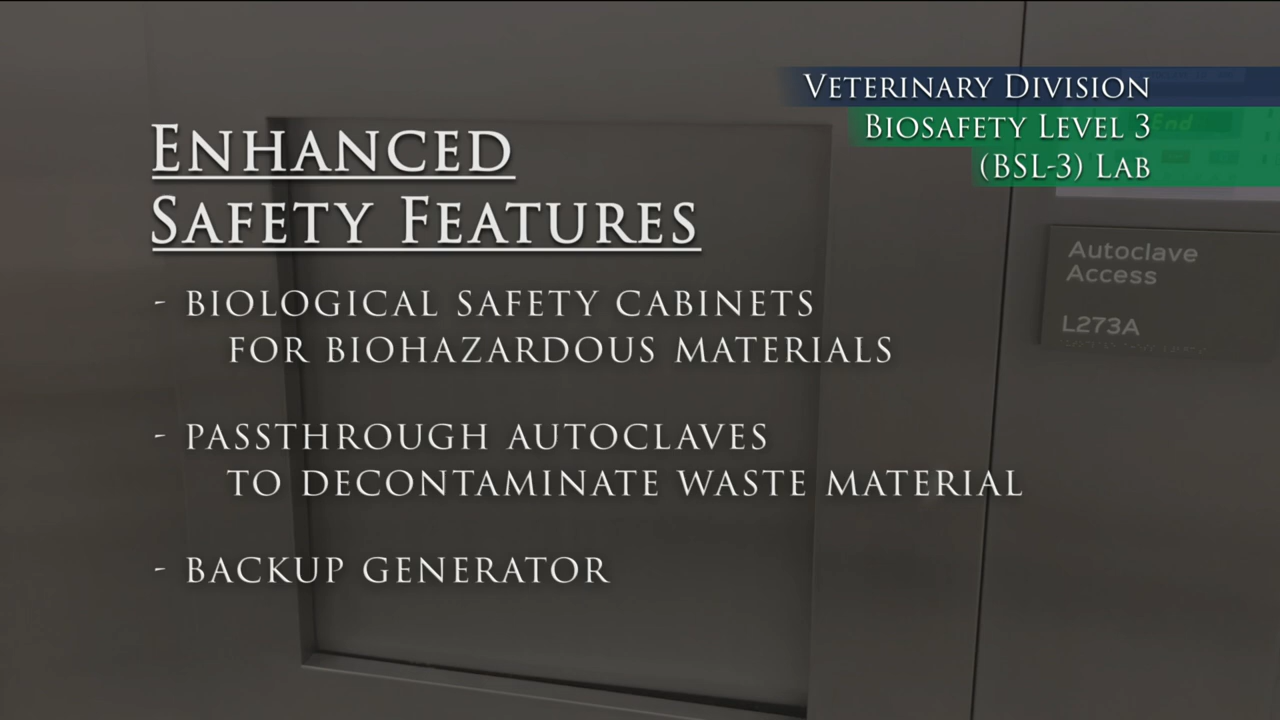 Veterinary Division
Biosafety Level 3
(BSL-3) Lab
Enhanced
Safety Features
- Biological Safety Cabinets
for Biohazardous Materials
- Passthrough Autoclaves
to Decontaminate Waste Material
- Backup Generator
End
Autoclave
Access
L273A